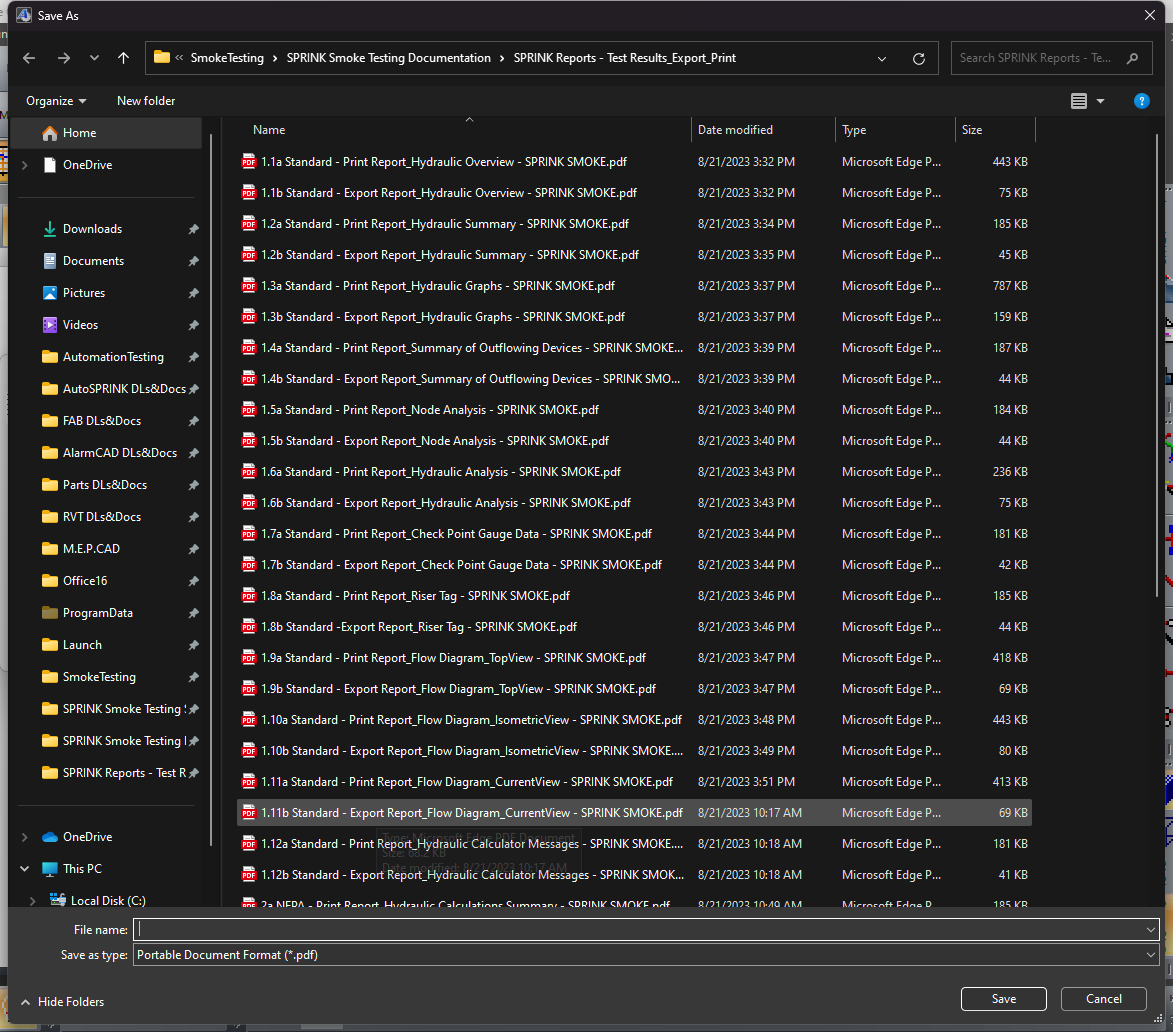 Save As
« SmokeTesting > SPRINK Smoke Testing Documentation > SPRINK Reports - Test Results_Export_Print
Search SPRINK Reports - Te...
Organize
New folder
?
Home
OneDrive
Downloads
Documents
Pictures
Videos
AutomationTesting
AutoSPRINK DLs&Docs
FAB DLs&Docs
AlarmCAD DLs&Docs
Parts DLs&Docs
RVT DLs&Docs
M.E.P.CAD
Office16
ProgramData
Launch
SmokeTesting
SPRINK Smoke Testing
SPRINK Smoke Testing
SPRINK Reports - Test R
OneDrive
This PC
Local Disk (C:)
Name Date modified Type Size
PDF 1.1a Standard - Print Report_Hydraulic Overview - SPRINK SMOKE.pdf 8/21/2023 3:32 PM Microsoft Edge P... 443 KB
PDF 1.1b Standard - Export Report_Hydraulic Overview - SPRINK SMOKE.pdf 8/21/2023 3:32 PM Microsoft Edge P... 75 KB
PDF 1.2a Standard - Print Report_Hydraulic Summary - SPRINK SMOKE.pdf 8/21/2023 3:34 PM Microsoft Edge P... 185 KB
PDF 1.2b Standard - Export Report_Hydraulic Summary - SPRINK SMOKE.pdf 8/21/2023 3:35 PM Microsoft Edge P... 45 KB
PDF 1.3a Standard - Print Report_Hydraulic Graphs - SPRINK SMOKE.pdf 8/21/2023 3:37 PM Microsoft Edge P... 787 KB
PDF 1.3b Standard - Export Report_Hydraulic Graphs - SPRINK SMOKE.pdf 8/21/2023 3:37 PM Microsoft Edge P... 159 KB
PDF 1.4a Standard - Print Report_Summary of Outflowing Devices - SPRINK SMOKE... 8/21/2023 3:39 PM Microsoft Edge P... 187 KB
PDF 1.4b Standard - Export Report_Summary of Outflowing Devices - SPRINK SMO... 8/21/2023 3:39 PM Microsoft Edge P... 44 KB
PDF 1.5a Standard - Print Report_Node Analysis - SPRINK SMOKE.pdf 8/21/2023 3:40 PM Microsoft Edge P... 184 KB
PDF 1.5b Standard - Export Report_Node Analysis - SPRINK SMOKE.pdf 8/21/2023 3:40 PM Microsoft Edge P... 44 KB
PDF 1.6a Standard - Print Report_Hydraulic Analysis - SPRINK SMOKE.pdf 8/21/2023 3:43 PM Microsoft Edge P... 236 KB
PDF 1.6b Standard - Export Report_Hydraulic Analysis - SPRINK SMOKE.pdf 8/21/2023 3:43 PM Microsoft Edge P... 75 KB
PDF 1.7a Standard - Print Report_Check Point Gauge Data - SPRINK SMOKE.pdf 8/21/2023 3:44 PM Microsoft Edge P... 181 KB
PDF 1.7b Standard - Export Report_Check Point Gauge Data - SPRINK SMOKE.pdf 8/21/2023 3:44 PM Microsoft Edge P... 42 KB
PDF 1.8a Standard - Print Report_Riser Tag - SPRINK SMOKE.pdf 8/21/2023 3:46 PM Microsoft Edge P... 185 KB
PDF 1.8b Standard -Export Report_Riser Tag - SPRINK SMOKE.pdf 8/21/2023 3:46 PM Microsoft Edge P... 44 KB
PDF 1.9a Standard - Print Report_Flow Diagram_TopView - SPRINK SMOKE.pdf 8/21/2023 3:47 PM Microsoft Edge P... 418 KB
PDF 1.9b Standard - Export Report_Flow Diagram_TopView - SPRINK SMOKE.pdf 8/21/2023 3:47 PM Microsoft Edge P... 69 KB
PDF 1.10a Standard - Print Report_Flow Diagram_IsometricView - SPRINK SMOKE.pdf 8/21/2023 3:48 PM Microsoft Edge P... 443 KB
PDF 1.10b Standard - Export Report_Flow Diagram_IsometricView - SPRINK SMOKE.... 8/21/2023 3:49 PM Microsoft Edge P... 80 KB
PDF 1.11a Standard - Print Report_Flow Diagram_CurrentView - SPRINK SMOKE.pdf 8/21/2023 3:51 PM Microsoft Edge P... 413 KB
PDF 1.11b Standard - Export Report_Flow Diagram_CurrentView - SPRINK SMOKE.pdf 8/21/2023 10:17 AM Microsoft Edge P... 69 KB
Type: Microsoft Edge PDF Document
PDF 1.12a Standard - Print Report_Hydraulic Calculator Messages - SPRINK SMOKE.pdf 8/21/2023 10:18 AM Microsoft Edge P... 181 KB
Size: 68.2 KB
Date modified: 8/21/2023 10:17 AM
PDF 1.12b Standard - Export Report_Hydraulic Calculator Messages - SPRINK SMOK... 8/21/2023 10:18 AM Microsoft Edge P... 41 KB
PDF 2a NFPA - Print Report_Hydraulic Calculations Summary - SPRINK SMOKE.pdf 8/21/2023 10:49 AM Microsoft Edge P... 185 KB
File name:
Save as type: Portable Document Format (*.pdf)
Hide Folders
Save
Cancel